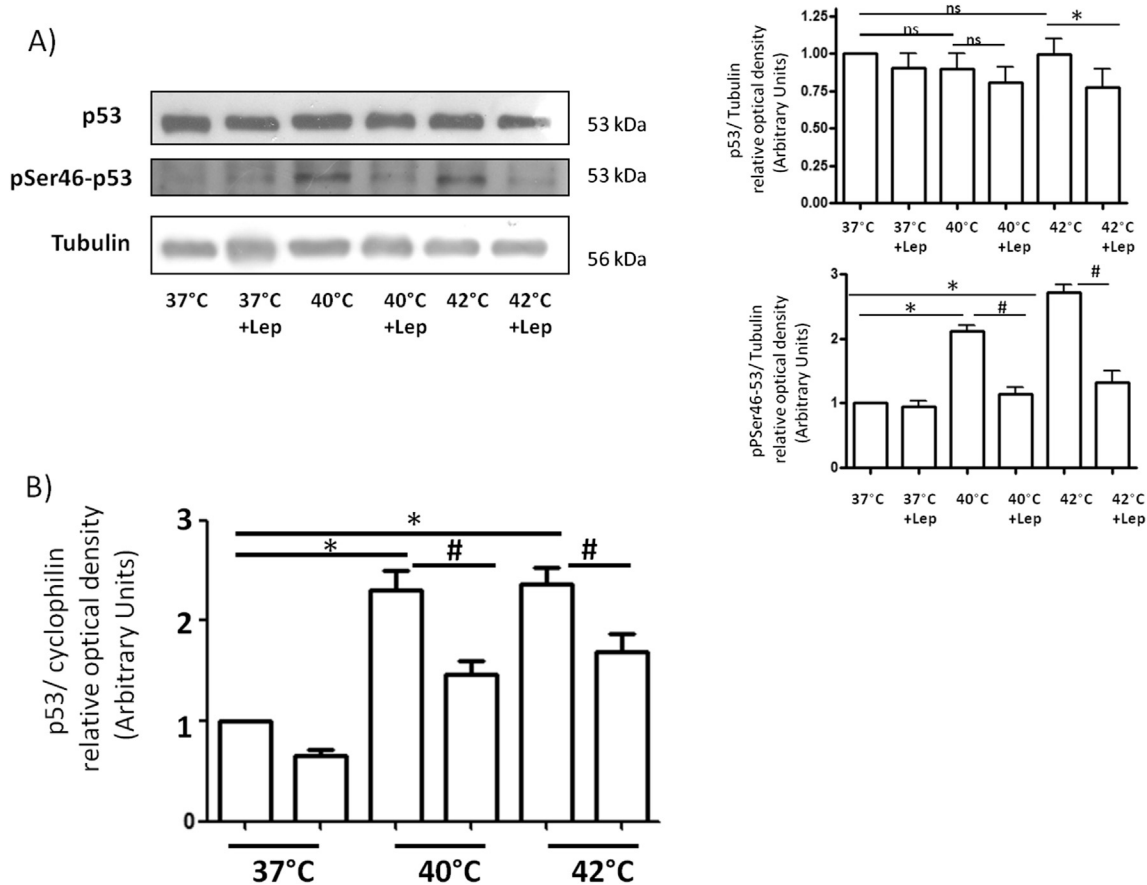 A)
p53
53 kDa
pSer46-p53
53 kDa
Tubulin
56 kDa
37°C 37°C 40°C 40°C 42°C 42°C
+Lep +Lep +Lep
p53/ Tubulin
relative optical density
(Arbitrary Units)
1.25
1.00
0.75
0.50
0.25
0.00
ns
ns
ns
*
37°C 37°C 40°C 40°C 42°C 42°C
+Lep +Lep +Lep
pPSer46-53/ Tubulin
relative optical density
(Arbitrary Units)
3
2
1
0
*
*
#
#
37°C 37°C 40°C 40°C 42°C 42°C
+Lep +Lep +Lep
B)
p53/ cyclophilin
relative optical density
(Arbitrary Units)
3
2
1
0
*
*
#
#
37°C 40°C 42°C